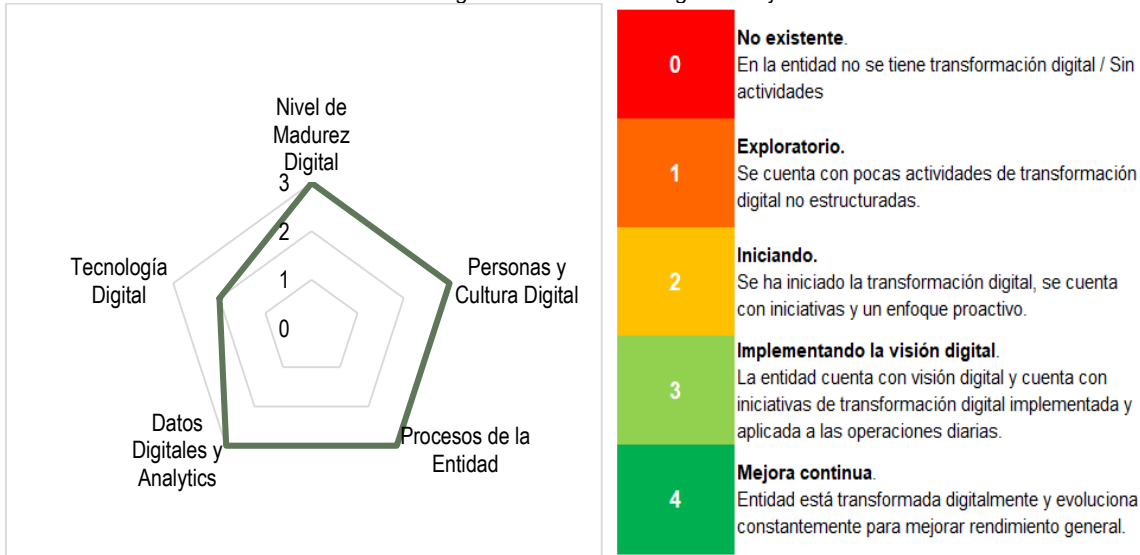 Nivel de
Madurez
Digital
3
2
1
0
Personas y
Cultura Digital
Procesos de la
Entidad
Datos
Digitales y
Analytics
Tecnología
Digital
0
No existente.
En la entidad no se tiene transformación digital / Sin
actividades
1
Exploratorio.
Se cuenta con pocas actividades de transformación
digital no estructuradas.
2
Iniciando.
Se ha iniciado la transformación digital, se cuenta
con iniciativas y un enfoque proactivo.
3
Implementando la visión digital.
La entidad cuenta con visión digital y cuenta con
iniciativas de transformación digital implementada y
aplicada a las operaciones diarias.
4
Mejora continua.
Entidad está transformada digitalmente y evoluciona
constantemente para mejorar rendimiento general.